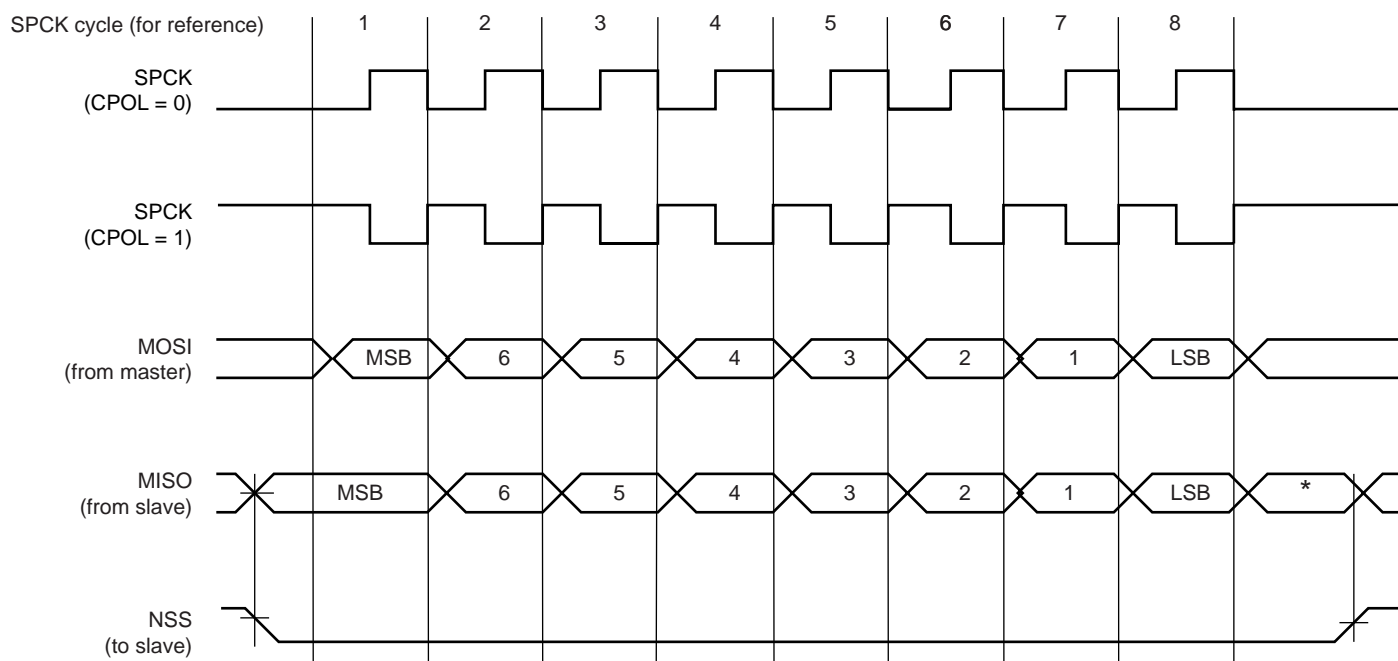 SPCK cycle (for reference) 1 2 3 4 5 6 7 8
SPCK
(CPOL = 0)
SPCK
(CPOL = 1)
MOSI
(from master)
MSB 6 5 4 3 2 1 LSB
MISO
(from slave)
MSB 6 5 4 3 2 1 LSB *
NSS
(to slave)